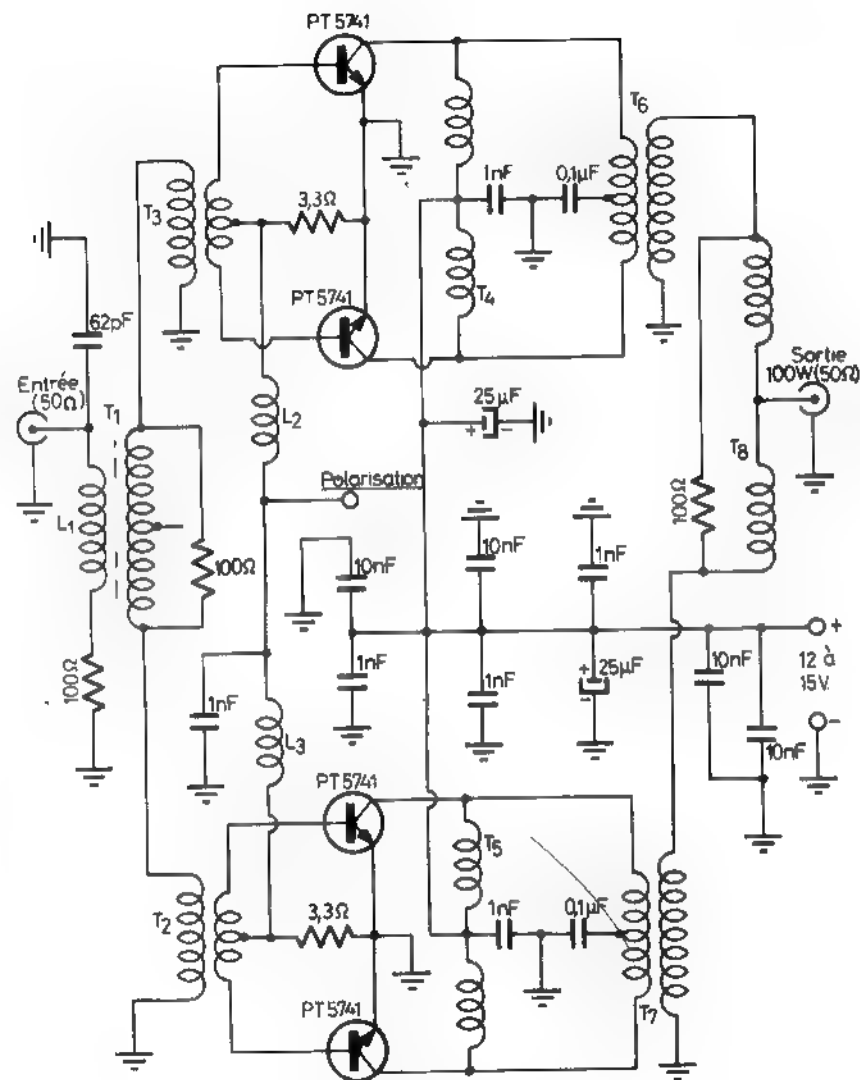 PT 5741
T6
1nF
0,1µF
T3
3,3Ω
PT 5741
T4
62pF
Entrée
(50Ω)
T1
L2
25µF
+
-
Sortie
100W(50Ω)
T8
Polarisation
L1
100Ω
100Ω
100Ω
10nF
10nF
1nF
+
12 à
15V.
-
1nF
1nF
1nF
+
-
25µF
10nF
10nF
L3
PT 5741
T5
T2
3,3Ω
1nF
0,1µF
PT 5741
T7